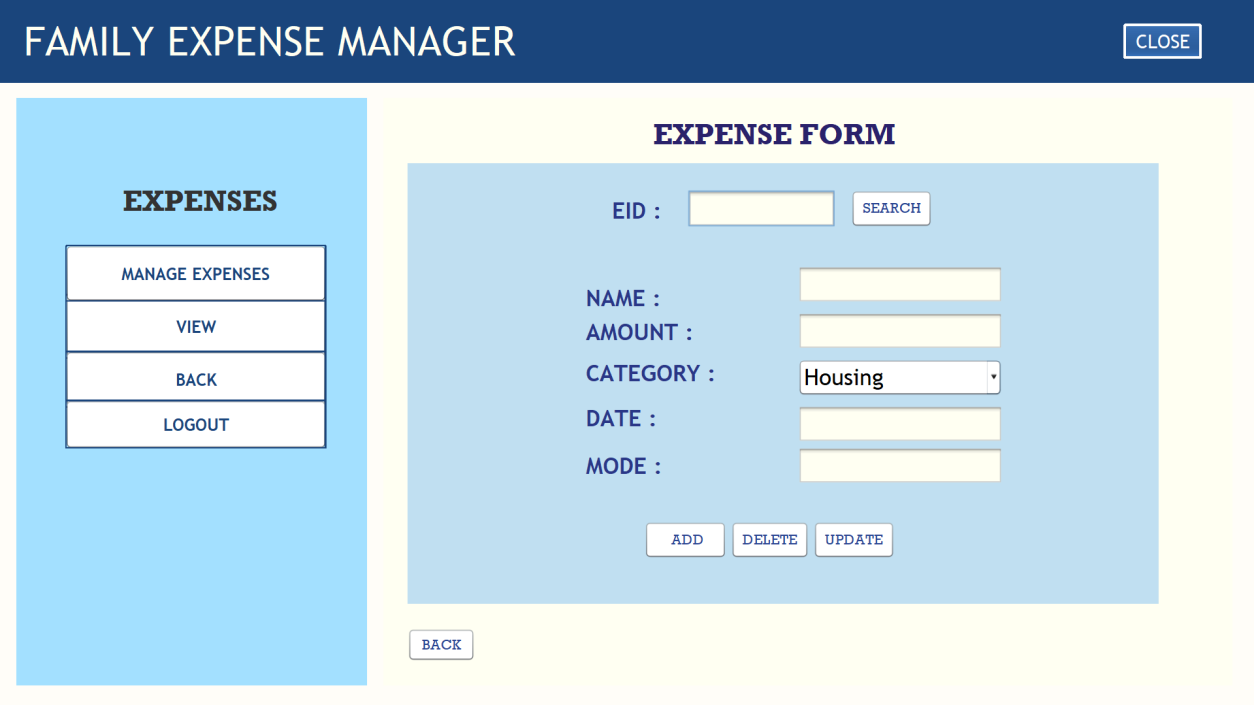 FAMILY EXPENSE MANAGER
CLOSE
EXPENSES
MANAGE EXPENSES
VIEW
BACK
LOGOUT
EXPENSE FORM
EID :
SEARCH
NAME :
AMOUNT :
CATEGORY : Housing
DATE :
MODE :
ADD DELETE UPDATE
BACK